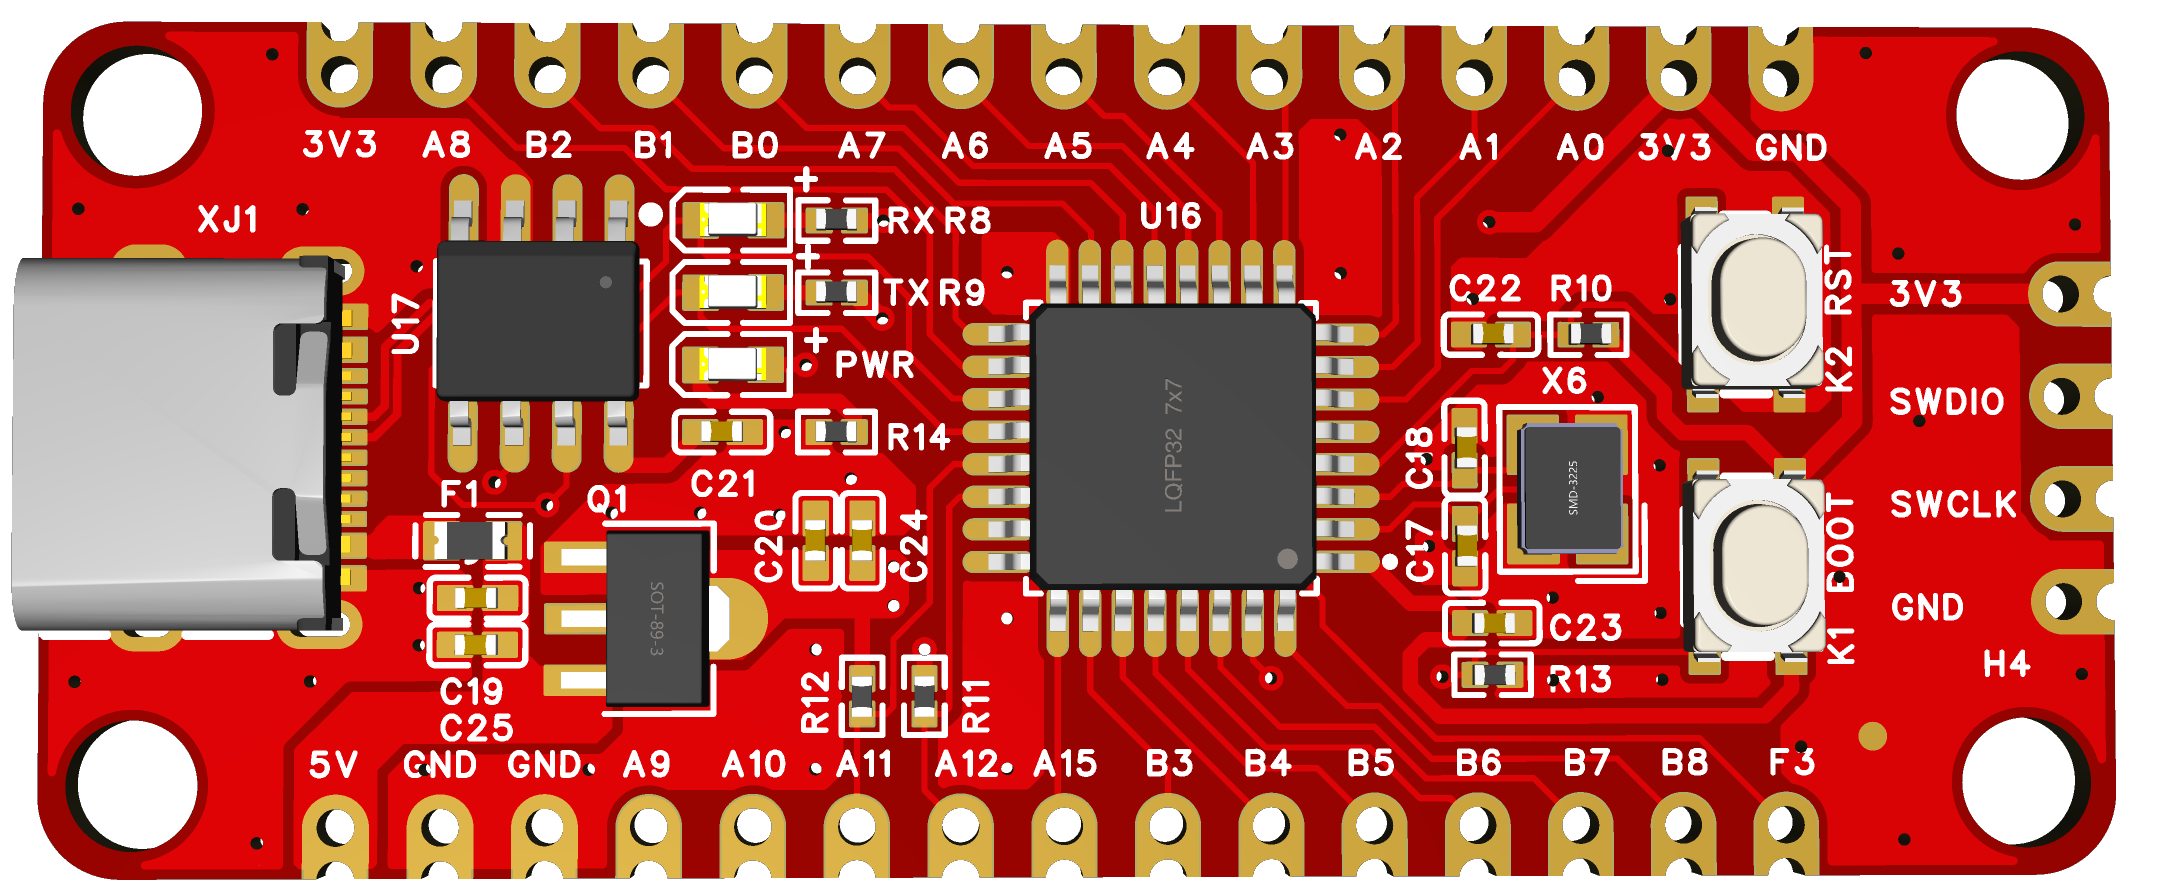 3V3 A8 B2 B1 B0 A7 A6 A5 A4 A3 A2 A1 A0 3V3 GND
XJ1
RX R8
U16
TX R9
U17
PWR
C22 R10
RST
K2
3V3
X6
SWDIO
R14
C18
LQFP32 7x7
SMD-3225
F1
Q1
C21
SWCLK
C20
C24
C17
BOOT
K1
GND
SOT-89-3
C23
C19
C25
R12
R11
R13
H4
5V GND GND A9 A10 A11 A12 A15 B3 B4 B5 B6 B7 B8 F3